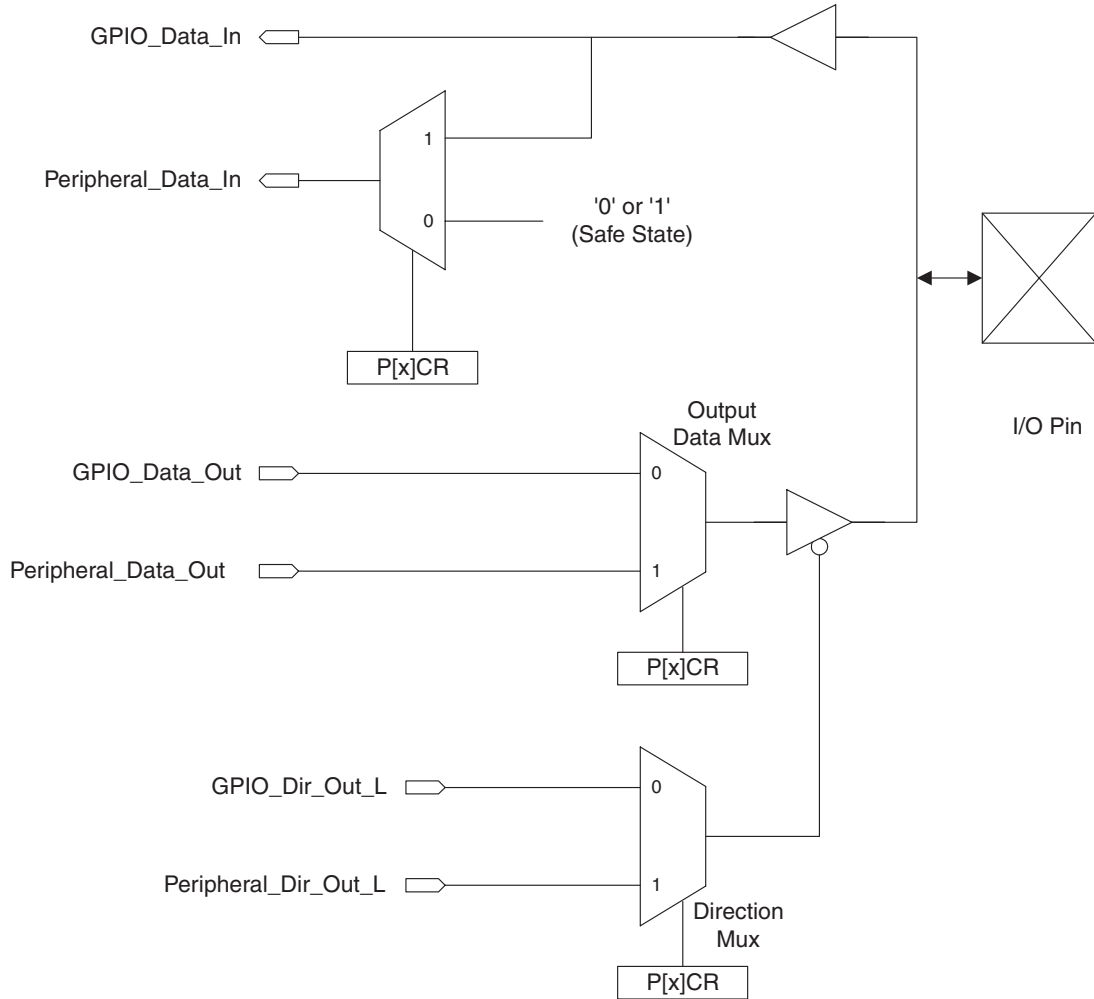 GPIO_Data_In
1
Peripheral_Data_In
'0' or '1'
(Safe State)
0
P[x]CR
I/O Pin
Output
Data Mux
GPIO_Data_Out
0
Peripheral_Data_Out
1
P[x]CR
GPIO_Dir_Out_L
0
Peripheral_Dir_Out_L
1
Direction
Mux
P[x]CR